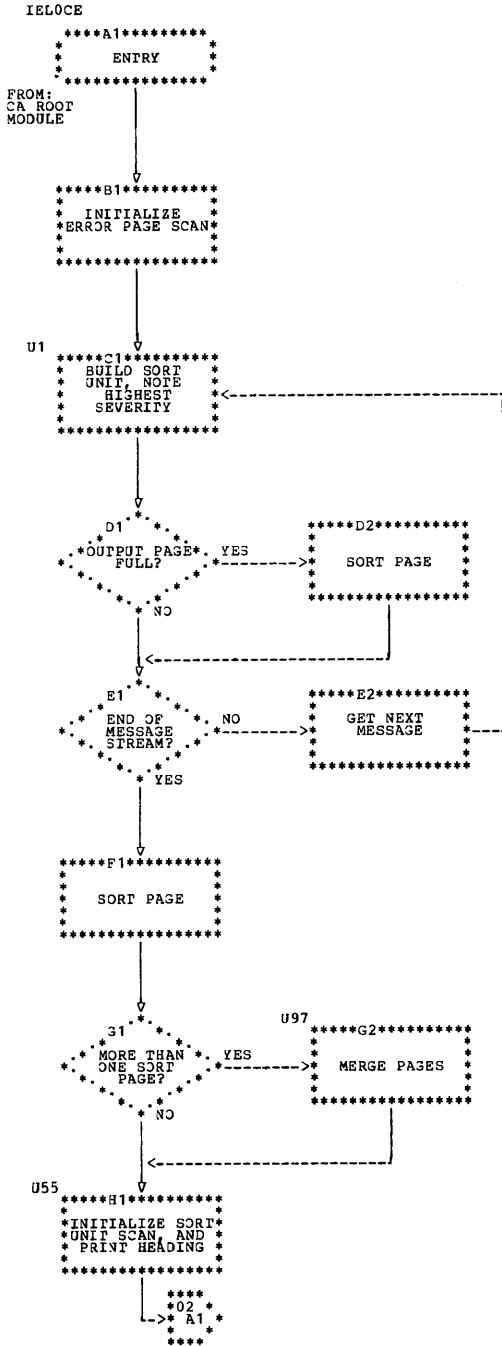 IEL0CE
A1
ENTRY
FROM:
CA ROOT
MODULE
B1
INITIALIZE
ERROR PAGE SCAN
U1
C1
BUILD SORT
UNIT, NOTE
HIGHEST
SEVERITY
D1
OUTPUT PAGE
FULL?
YES
NO
D2
SORT PAGE
E1
END OF
MESSAGE
STREAM?
NO
YES
E2
GET NEXT
MESSAGE
F1
SORT PAGE
G1
MORE THAN
ONE SORT
PAGE?
YES
NO
U97
G2
MERGE PAGES
U55
H1
INITIALIZE SORT
UNIT SCAN, AND
PRINT HEADING
02
A1